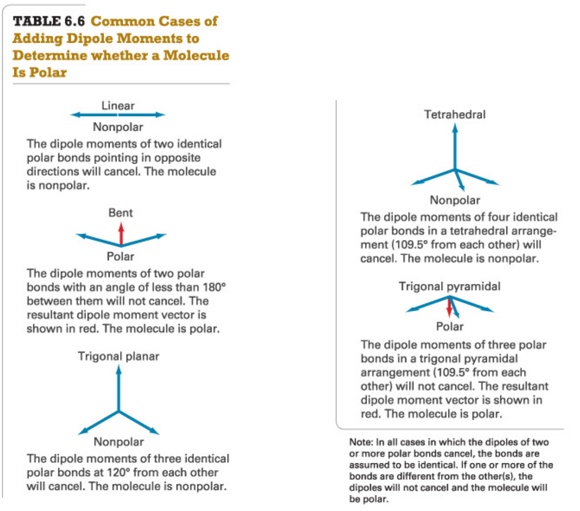 TABLE 6.6 Common Cases of
Adding Dipole Moments to
Determine whether a Molecule
Is Polar
Linear
Nonpolar
The dipole moments of two identical
polar bonds pointing in opposite
directions will cancel. The molecule
is nonpolar.
Bent
Polar
The dipole moments of two polar
bonds with an angle of less than 180°
between them will not cancel. The
resultant dipole moment vector is
shown in red. The molecule is polar.
Trigonal planar
Nonpolar
The dipole moments of three identical
polar bonds at 120° from each other
will cancel. The molecule is nonpolar.
Tetrahedral
Nonpolar
The dipole moments of four identical
polar bonds in a tetrahedral arrange-
ment (109.5° from each other) will
cancel. The molecule is nonpolar.
Trigonal pyramidal
Polar
The dipole moments of three polar
bonds in a trigonal pyramidal
arrangement (109.5° from each
other) will not cancel. The resultant
dipole moment vector is shown in
red. The molecule is polar.
Note: In all cases in which the dipoles of two
or more polar bonds cancel, the bonds are
assumed to be identical. If one or more of the
bonds are different from the other(s), the
dipoles will not cancel and the molecule will
be polar.